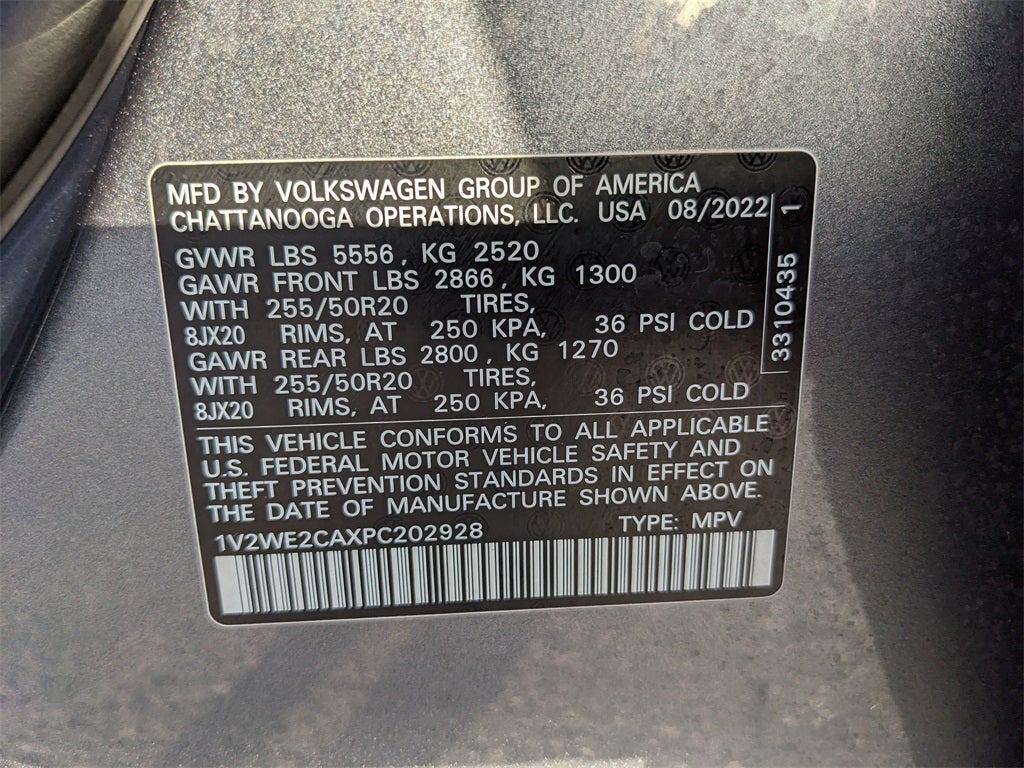 MFD BY VOLKSWAGEN GROUP OF AMERICA
CHATTANOOGA OPERATIONS, LLC. USA 08/2022
GVWR LBS 5556, KG 2520
GAWR FRONT LBS 2866, KG 1300
WITH 255/50R20 TIRES,
8JX20 RIMS, AT 250 KPA, 36 PSI COLD
GAWR REAR LBS 2800, KG 1270
WITH 255/50R20 TIRES,
8JX20 RIMS, AT 250 KPA, 36 PSI COLD
3310435 1
THIS VEHICLE CONFORMS TO ALL APPLICABLE
U.S. FEDERAL MOTOR VEHICLE SAFETY AND
THEFT PREVENTION STANDARDS IN EFFECT ON
THE DATE OF MANUFACTURE SHOWN ABOVE.
1V2WE2CAXPC202928 TYPE: MPV